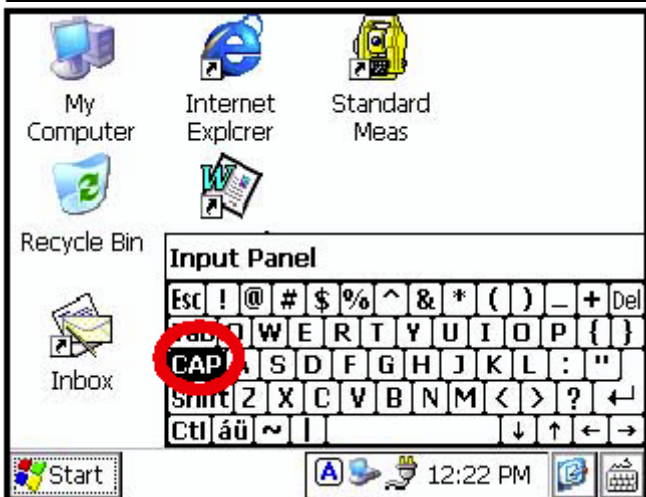 My Computer
Internet Explcrer
Standard Meas
Recycle Bin
Inbox
Input Panel
Esc ! @ # $ % ^ & * ( ) _ + Del
W E R T Y U I O P { }
CAP S D F G H J K L : "
Shift Z X C V B N M < > ?
Ctl áü ~ |
Start
A
12:22 PM